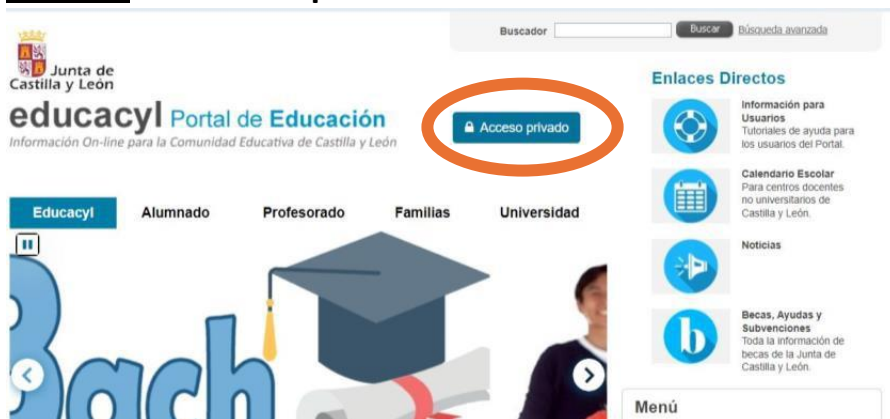 Buscador
Buscar
Búsqueda avanzada
Junta de
Castilla y León
educacyl Portal de Educación
Información On-line para la Comunidad Educativa de Castilla y León
Acceso privado
Educacyl
Alumnado
Profesorado
Familias
Universidad
Bach
Enlaces Directos
Información para
Usuarios
Tutoriales de ayuda para
los usuarios del Portal.
Calendario Escolar
Para centros docentes
no universitarios de
Castilla y León.
Noticias
b
Becas, Ayudas y
Subvenciones
Toda la información de
becas de la Junta de
Castilla y León.
Menú